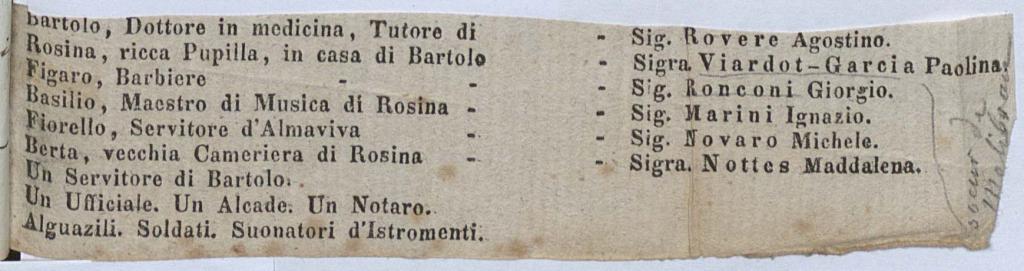 Bartolo, Dottore in medicina, Tutore di
Rosina, ricca Pupilla, in casa di Bartolo - Sig. Rovere Agostino.
Figaro, Barbiere - - - Sigra Viardot-Garcia Paolina
Basilio, Maestro di Musica di Rosina - - Sig. Ronconi Giorgio.
Fiorello, Servitore d'Almaviva - - Sig. Marini Ignazio.
Berta, vecchia Cameriera di Rosina - - Sig. Novaro Michele.
Un Servitore di Bartolo. - Sigra. Nottes Maddalena.
Un Ufficiale. Un Alcade. Un Notaro.
Alguazili. Soldati. Suonatori d'Istromenti.
soeur de
Malibran